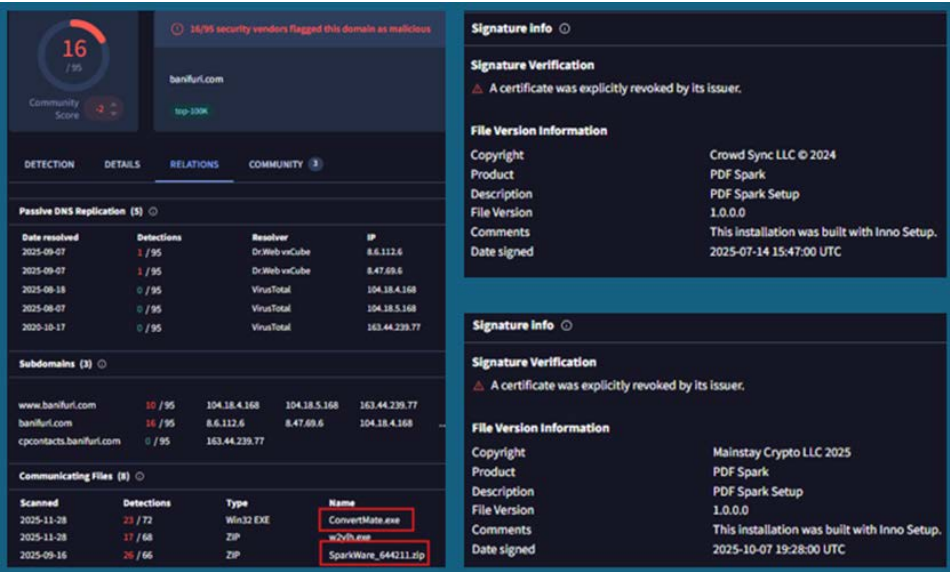 16
/ 95
Community Score
-2
16/95 security vendors flagged this domain as malicious
banifuri.com
top-100K
DETECTION DETAILS RELATIONS COMMUNITY 3
Passive DNS Replication (5)
Date resolved Detections Resolver IP
2025-09-07 1 / 95 Dr.Web vxCube 8.6.112.6
2025-09-07 1 / 95 Dr.Web vxCube 8.47.69.6
2025-08-18 0 / 95 VirusTotal 104.18.4.168
2025-08-07 0 / 95 VirusTotal 104.18.5.168
2020-10-17 0 / 95 VirusTotal 163.44.239.77
Subdomains (3)
www.banifuri.com 10 / 95 104.18.4.168 104.18.5.168 163.44.239.77
banifuri.com 16 / 95 8.6.112.6 8.47.69.6 104.18.4.168 ...
cpcontacts.banifuri.com 0 / 95 163.44.239.77
Communicating Files (8)
Scanned Detections Type Name
2025-11-28 23 / 72 Win32 EXE ConvertMate.exe
2025-11-28 17 / 68 ZIP
2025-09-16 26 / 66 ZIP SparkWare_644211.zip
Signature info
Signature Verification
A certificate was explicitly revoked by its issuer.
File Version Information
Copyright Crowd Sync LLC © 2024
Product PDF Spark
Description PDF Spark Setup
File Version 1.0.0.0
Comments This installation was built with Inno Setup.
Date signed 2025-07-14 15:47:00 UTC
Signature info
Signature Verification
A certificate was explicitly revoked by its issuer.
File Version Information
Copyright Mainstay Crypto LLC 2025
Product PDF Spark
Description PDF Spark Setup
File Version 1.0.0.0
Comments This installation was built with Inno Setup.
Date signed 2025-10-07 19:28:00 UTC